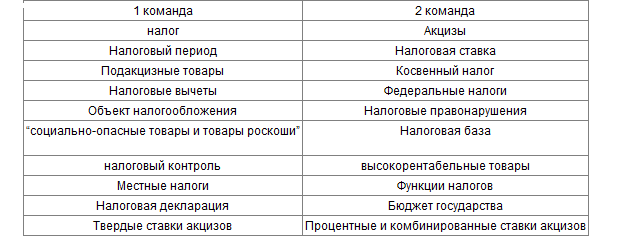 1 команда 2 команда
налог Акцизы
Налоговый период Налоговая ставка
Подакцизные товары Косвенный налог
Налоговые вычеты Федеральные налоги
Объект налогообложения Налоговые правонарушения
“социально-опасные товары и товары роскоши” Налоговая база
налоговый контроль высокорентабельные товары
Местные налоги Функции налогов
Налоговая декларация Бюджет государства
Твердые ставки акцизов Процентные и комбинированные ставки акцизов